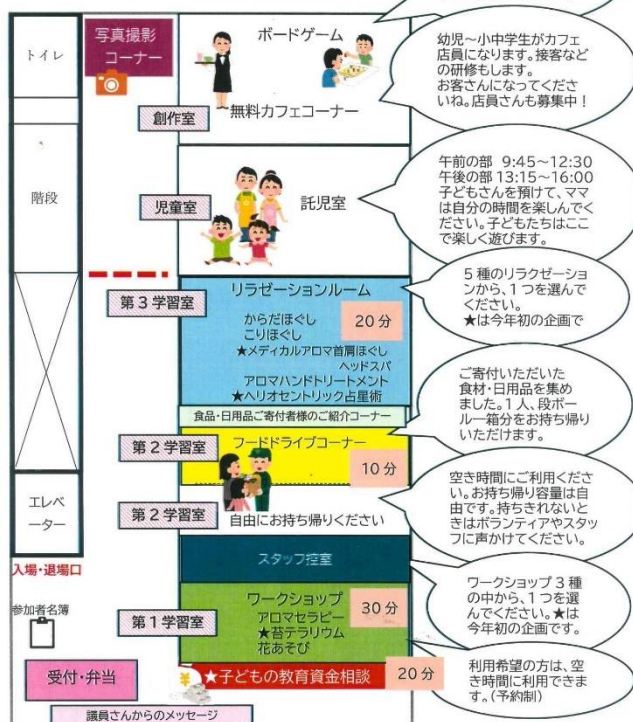 トイレ
写真撮影
コーナー
ボードゲーム
無料カフェコーナー
創作室
幼児～小中学生がカフェ
店員になります。接客など
の研修もします。
お客さんになってくださ
いね。店員さんも募集中！
階段
児童室
託児室
午前の部 9:45～12:30
午後の部 13:15～16:00
子どもさんを預けて、ママ
は自分の時間を楽しんでく
ださい。子どもたちはここ
で楽しく遊びます。
第3学習室
リラゼーションルーム
20分
からだほぐし
こりほぐし
★メディカルアロマ首肩ほぐし
ヘッドスパ
アロマハンドトリートメント
★ヘリオセントリック占星術
5種のリラクゼーショ
ンから、1つを選んで
ください。
★は今年初の企画で
食品・日用品ご寄付者様のご紹介コーナー
第2学習室
フードドライブコーナー
10分
ご寄付いただいた
食材・日用品を集め
ました。1人、段ボー
ル一箱分をお持ち帰り
いただけます。
第2学習室
自由にお持ち帰りください
空き時間にご利用くださ
い。お持ち帰り容量は自
由です。持ちきれないと
きはボランティアやスタッ
フに声かけてください。
エレベ
ーター
入場・退場口
スタッフ控室
参加者名簿
第1学習室
ワークショップ
30分
アロマセラピー
★苔テラリウム
花あそび
ワークショップ3種
の中から、1つを選
んでください。★は
今年初の企画です。
受付・弁当
¥
★子どもの教育資金相談
20分
利用希望の方は、空
き時間に利用できま
す。(予約制)
議員さんからのメッセージ